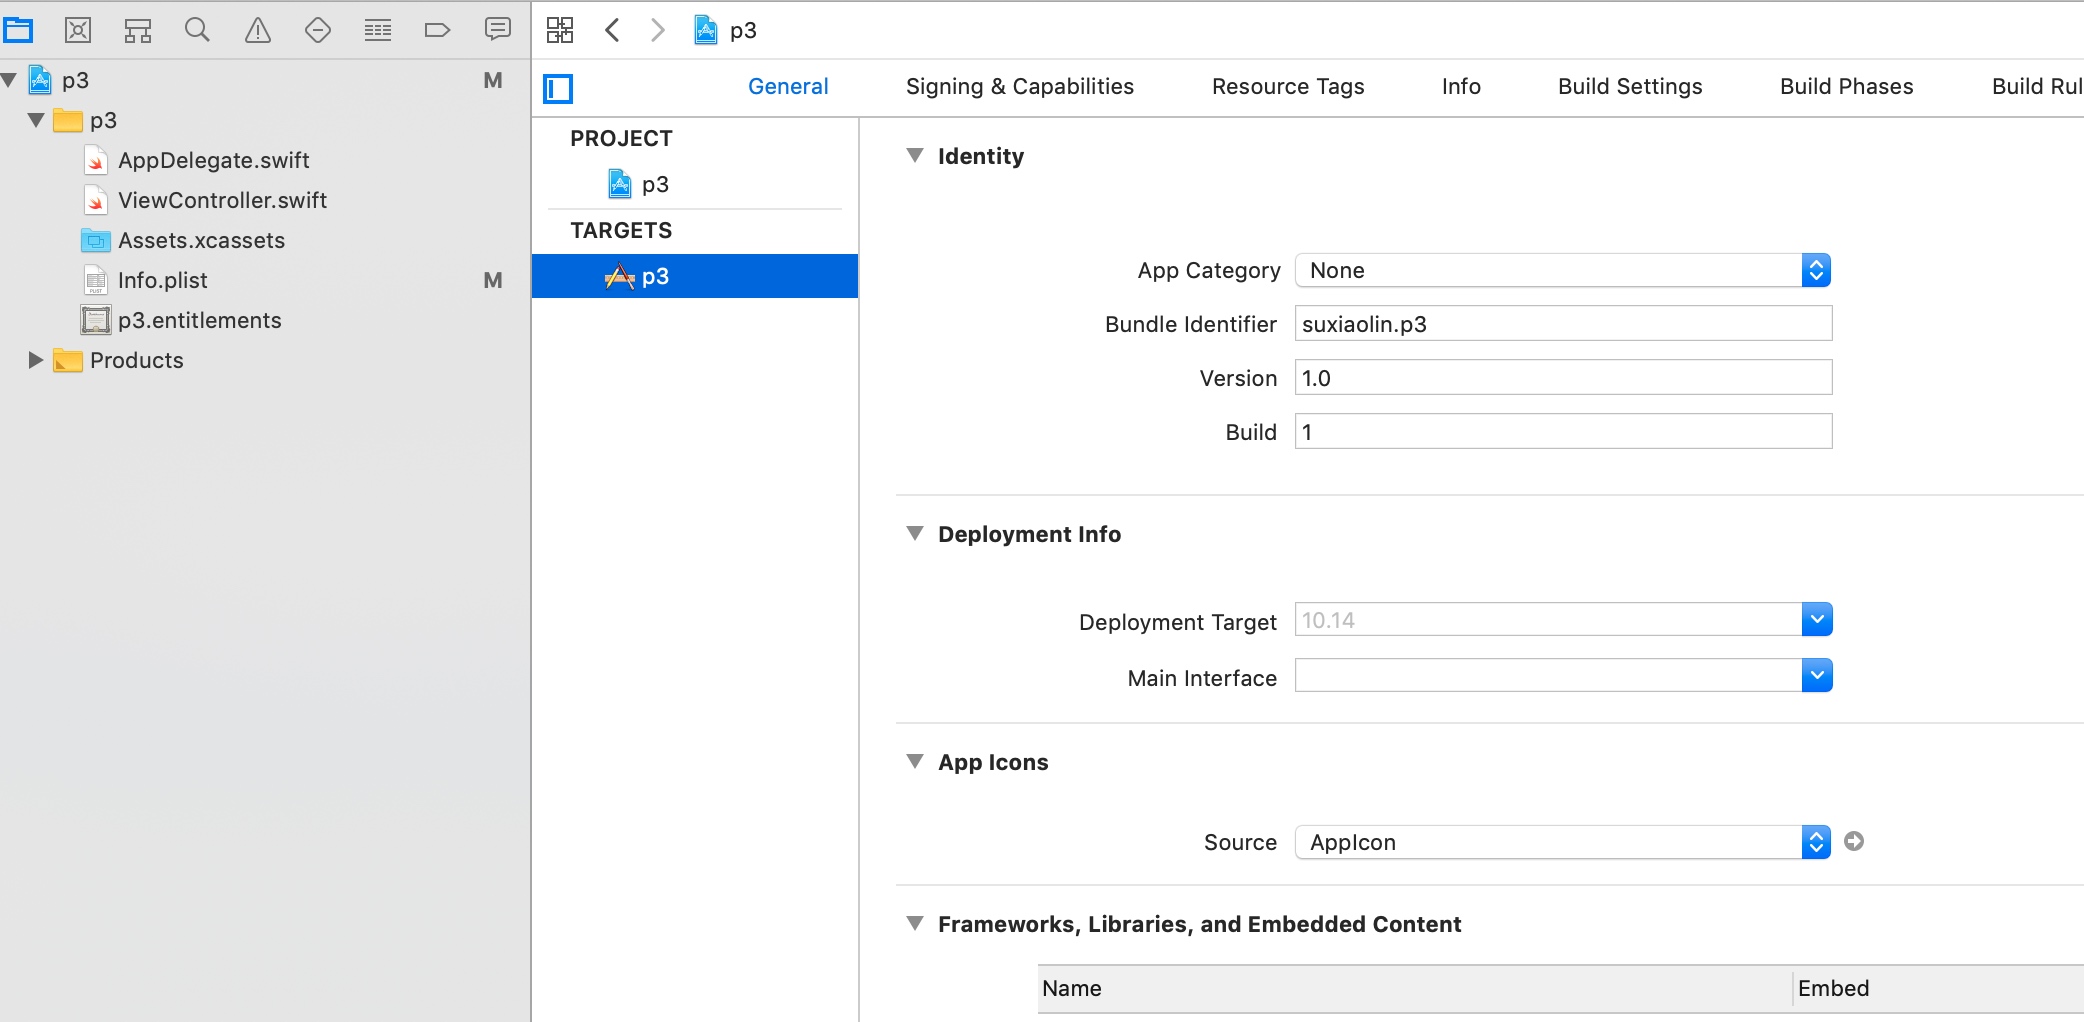 p3 M
p3
AppDelegate.swift
ViewController.swift
Assets.xcassets
Info.plist M
p3.entitlements
Products
p3
General Signing & Capabilities Resource Tags Info Build Settings Build Phases Build Rul
PROJECT
p3
TARGETS
p3
Identity
App Category None
Bundle Identifier suxiaolin.p3
Version 1.0
Build 1
Deployment Info
Deployment Target 10.14
Main Interface
App Icons
Source AppIcon
Frameworks, Libraries, and Embedded Content
Name Embed